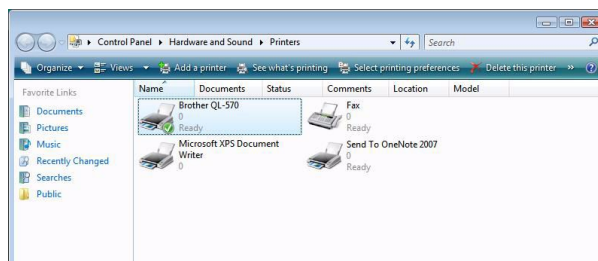 Control Panel ▸ Hardware and Sound ▸ Printers
Search
Organize Views Add a printer See what's printing Select printing preferences Delete this printer »
Favorite Links
Documents
Pictures
Music
Recently Changed
Searches
Public
Name Documents Status Comments Location Model
Brother QL-570
0
Ready
Fax
0
Ready
Microsoft XPS Document
Writer
0
Send To OneNote 2007
0
Ready